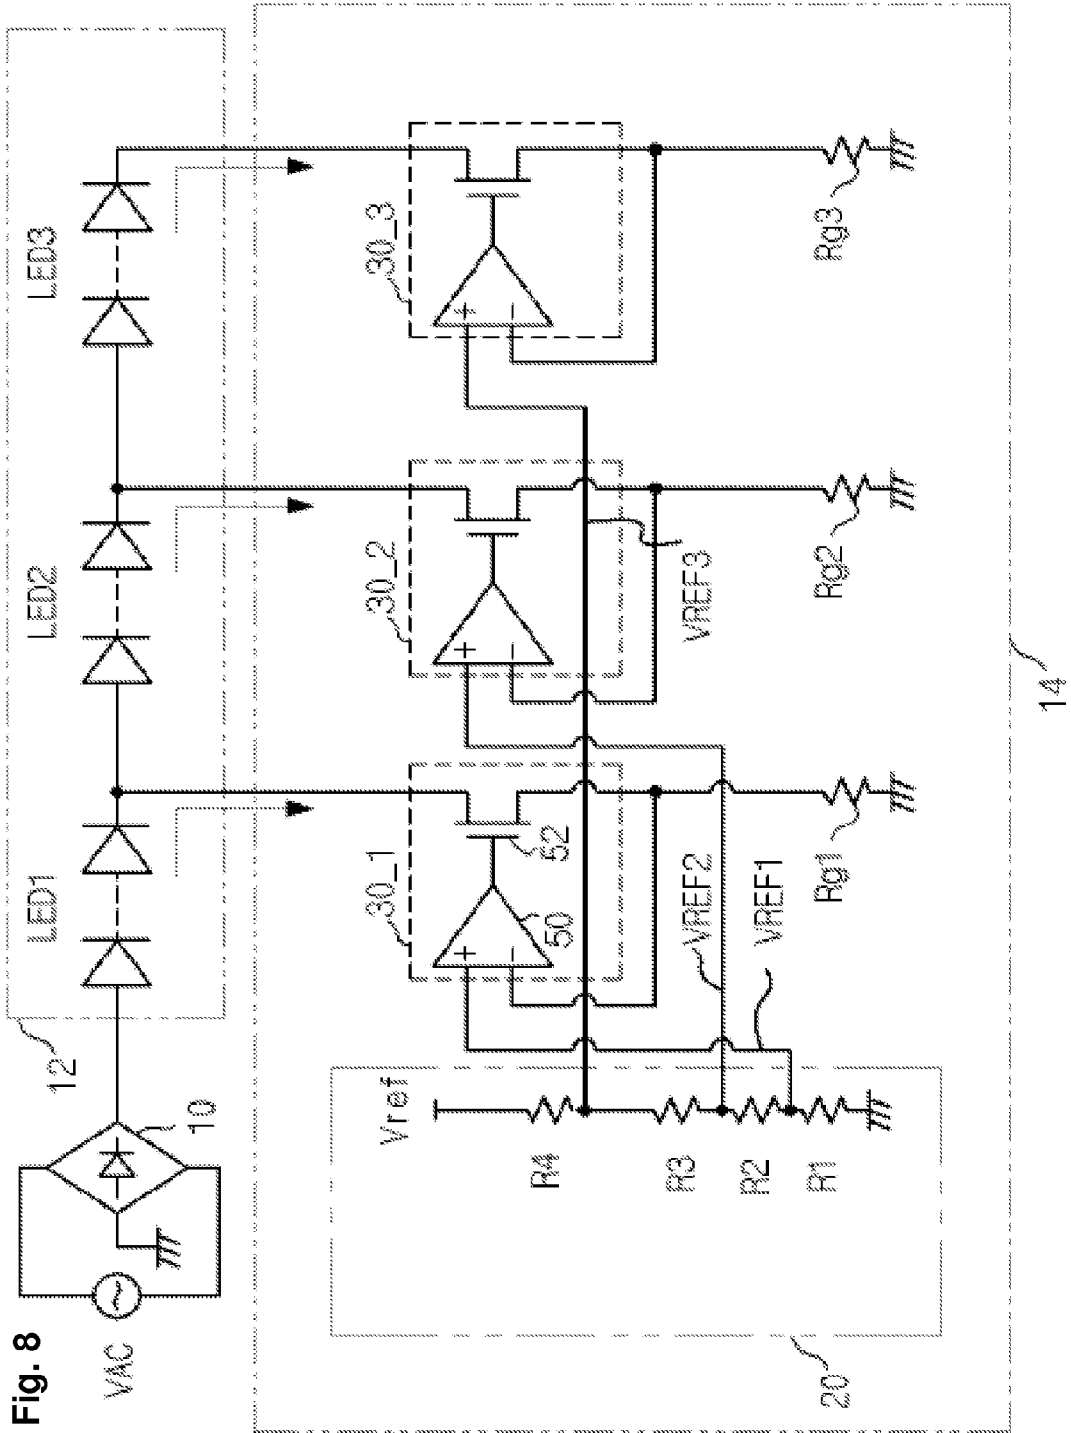 Fig. 8
VAC
10
12
LED1
LED2
LED3
30_1
30_2
30_3
+
−
50
52
+
−
+
−
Vref
R4
R3
R2
R1
VREF2
VREF1
VREF3
Rg1
Rg2
Rg3
20
14